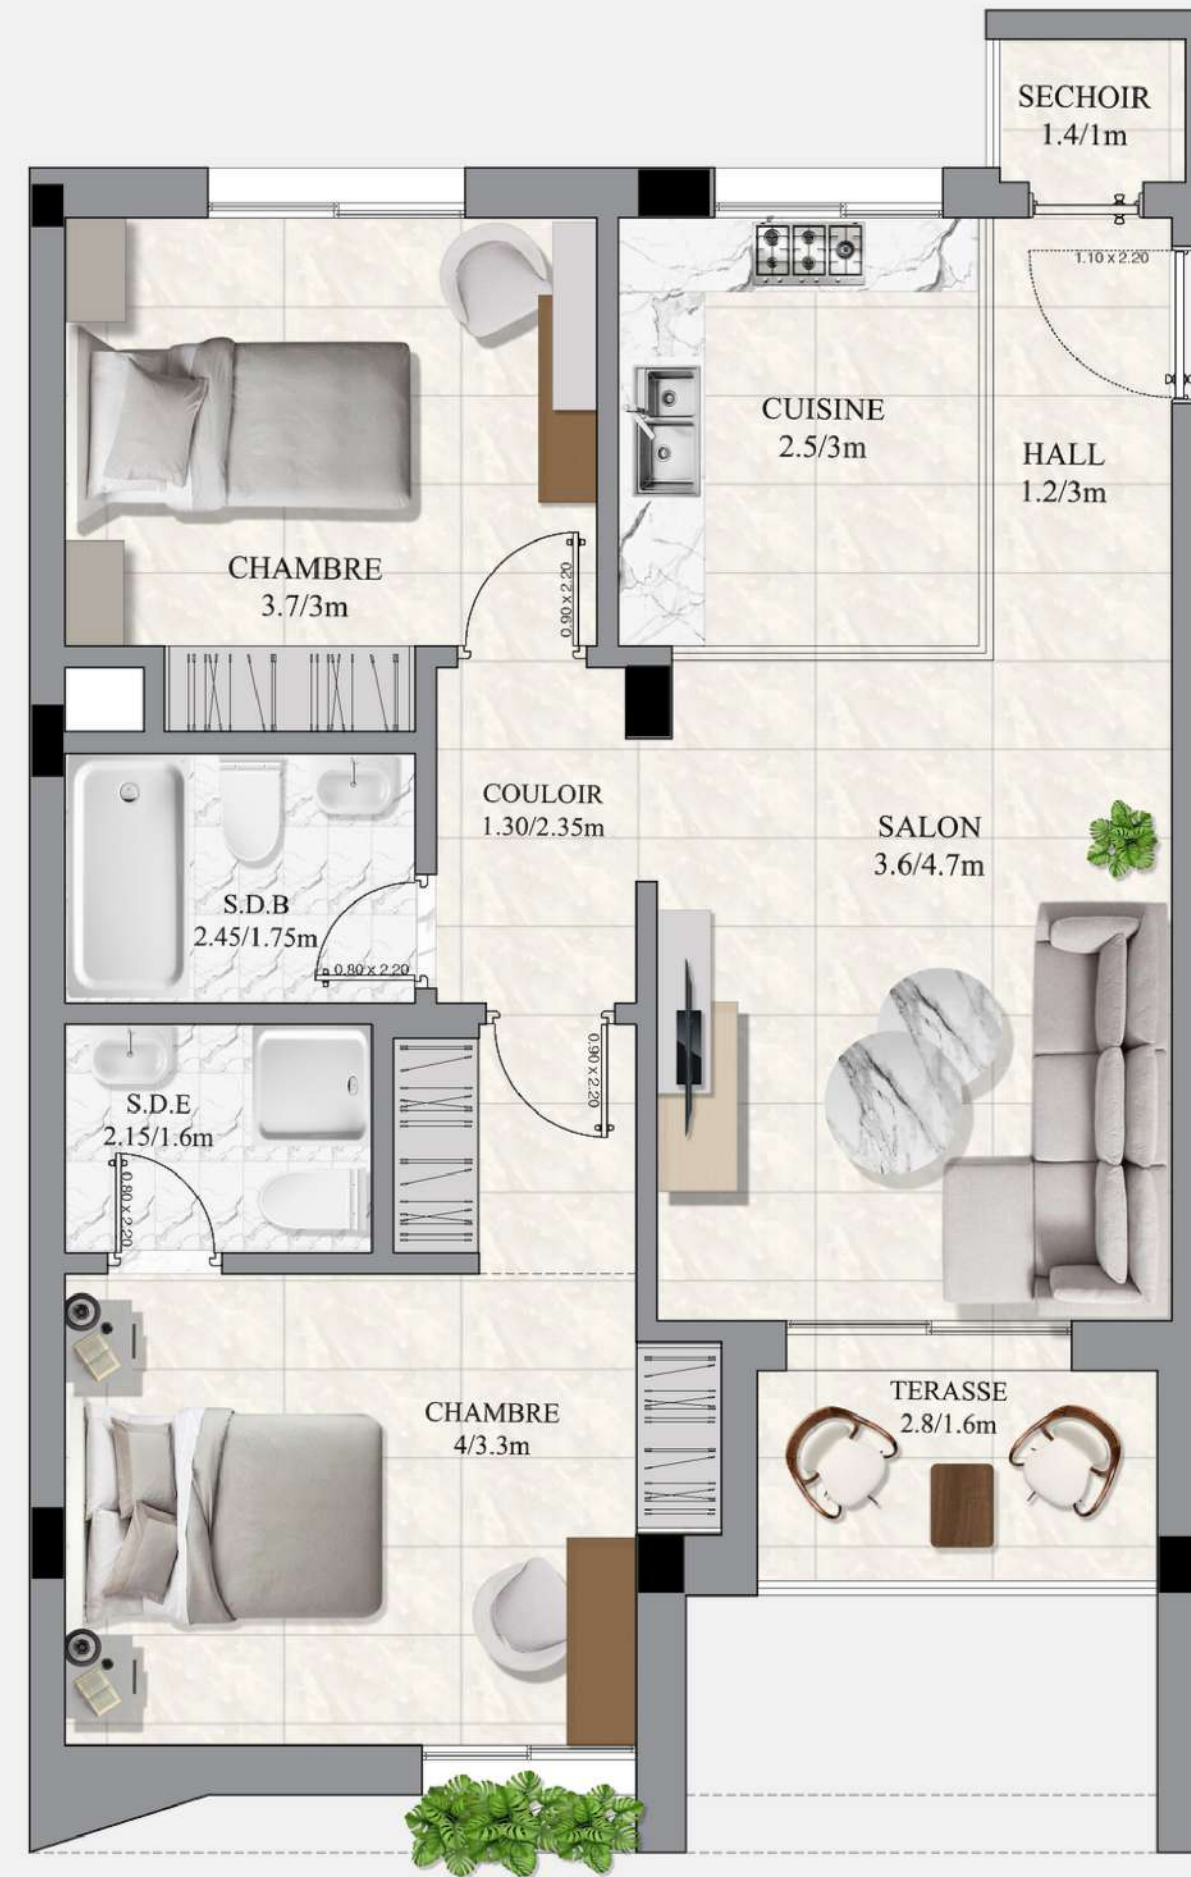 SECHOIR
1.4/1m
1.10 x 2.20
CUISINE
2.5/3m
HALL
1.2/3m
CHAMBRE
3.7/3m
0.90 x 2.20
COULOIR
1.30/2.35m
SALON
3.6/4.7m
S.D.B
2.45/1.75m
0.80 x 2.20
0.90 x 2.20
S.D.E
2.15/1.6m
0.80 x 2.20
CHAMBRE
4/3.3m
TERASSE
2.8/1.6m